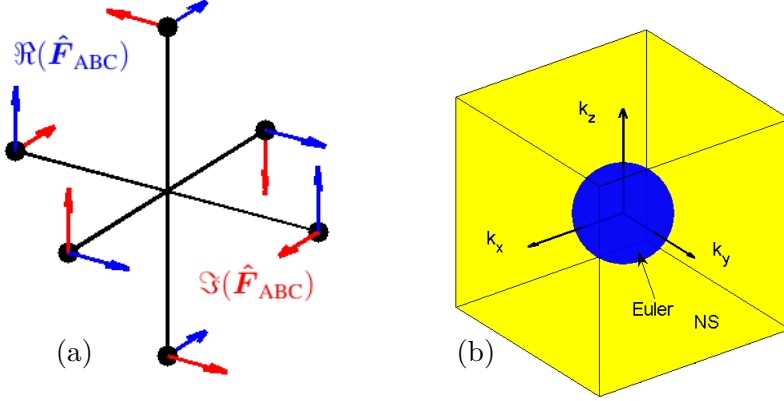 ℜ(F̂_ABC)
ℑ(F̂_ABC)
(a)
k_z
k_x
k_y
Euler
NS
(b)